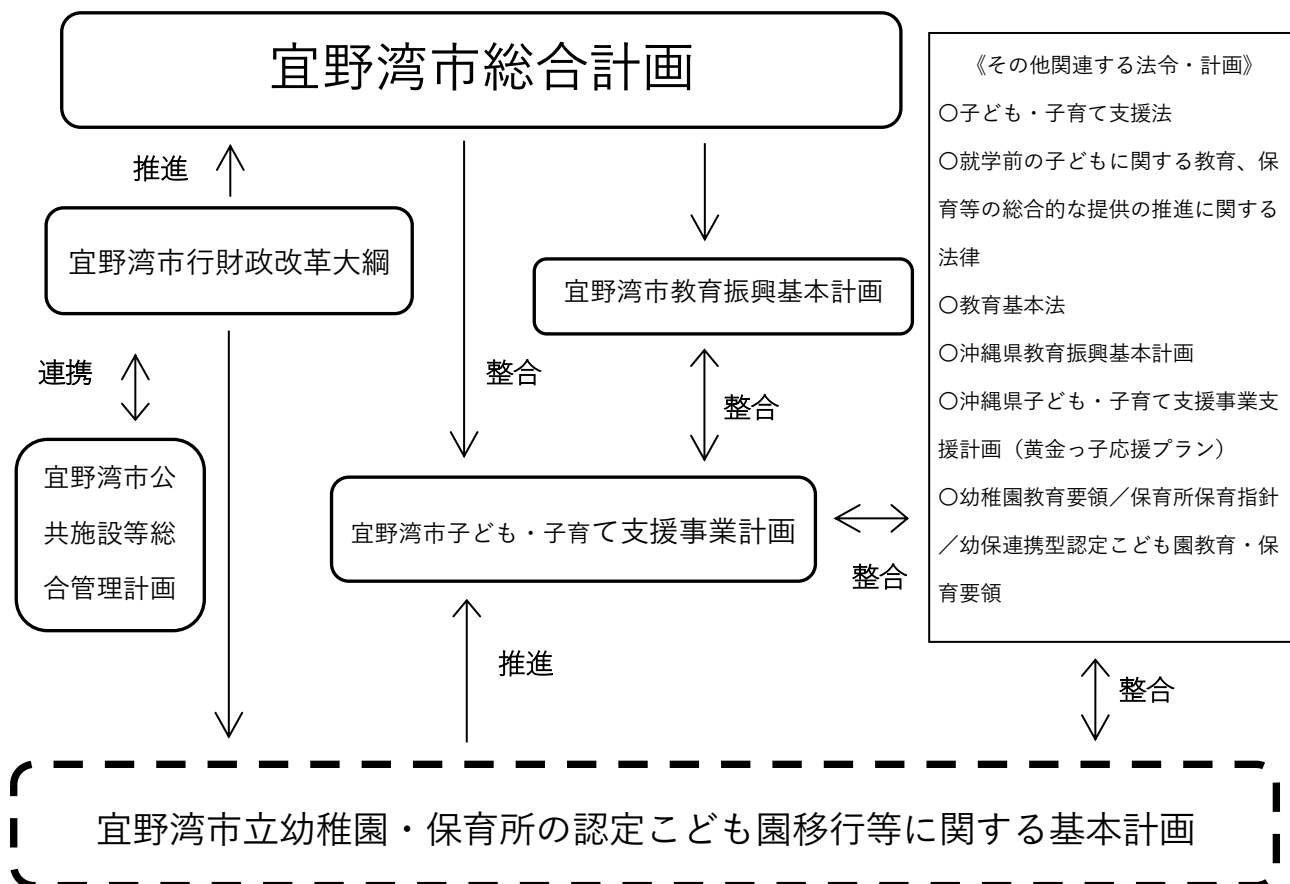 宜野湾市総合計画
推進
宜野湾市行財政改革大綱
連携
宜野湾市公
共施設等総
合管理計画
整合
宜野湾市教育振興基本計画
整合
宜野湾市子ども・子育て支援事業計画
整合
推進
《その他関連する法令・計画》
〇子ども・子育て支援法
〇就学前の子どもに関する教育、保
育等の総合的な提供の推進に関する
法律
〇教育基本法
〇沖縄県教育振興基本計画
〇沖縄県子ども・子育て支援事業支
援計画（黄金っ子応援プラン）
〇幼稚園教育要領／保育所保育指針
／幼保連携型認定こども園教育・保
育要領
整合
宜野湾市立幼稚園・保育所の認定こども園移行等に関する基本計画